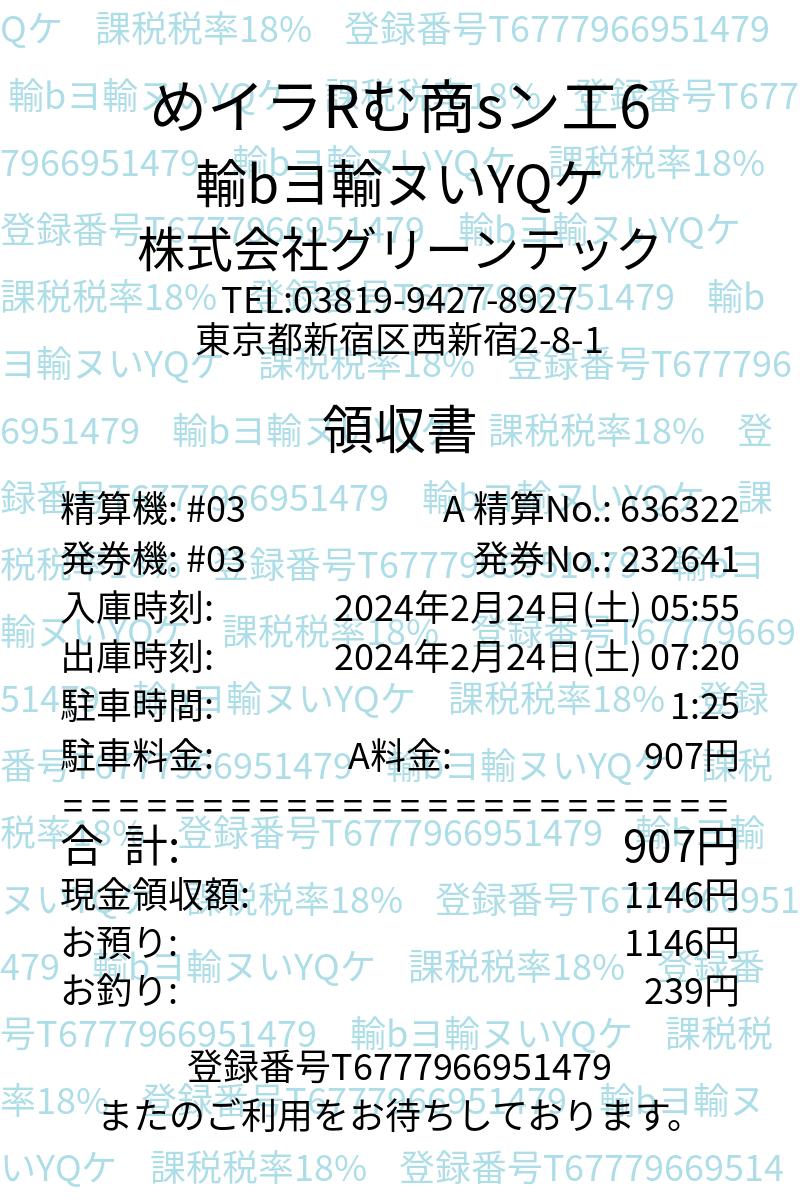 めイラRむ商sン工6
輸bヨ輸ヌいYQケ
株式会社グリーンテック
TEL:03819-9427-8927
東京都新宿区西新宿2-8-1
領収書
精算機: #03 A 精算No.: 636322
発券機: #03 発券No.: 232641
入庫時刻: 2024年2月24日(土) 05:55
出庫時刻: 2024年2月24日(土) 07:20
駐車時間: 1:25
駐車料金: A料金: 907円
========================
合 計: 907円
現金領収額: 1146円
お預り: 1146円
お釣り: 239円
登録番号T6777966951479
またのご利用をお待ちしております。
Qケ 課税税率18% 登録番号T6777966951479
輸bヨ輸ヌいYQケ 課税税率18% 登録番号T677
7966951479 輸bヨ輸ヌいYQケ 課税税率18%
登録番号T6777966951479 輸bヨ輸ヌいYQケ
課税税率18% 登録番号T6777966951479 輸b
ヨ輸ヌいYQケ 課税税率18% 登録番号T677796
6951479 輸bヨ輸ヌいYQケ 課税税率18% 登
録番号T6777966951479 輸bヨ輸ヌいYQケ 課
税税率18% 登録番号T6777966951479 輸bヨ
輸ヌいYQケ 課税税率18% 登録番号T67779669
51479 輸bヨ輸ヌいYQケ 課税税率18% 登録
番号T6777966951479 輸bヨ輸ヌいYQケ 課税
税率18% 登録番号T6777966951479 輸bヨ輸
ヌいYQケ 課税税率18% 登録番号T6777966951
479 輸bヨ輸ヌいYQケ 課税税率18% 登録番
号T6777966951479 輸bヨ輸ヌいYQケ 課税税
率18% 登録番号T6777966951479 輸bヨ輸ヌ
いYQケ 課税税率18% 登録番号T67779669514